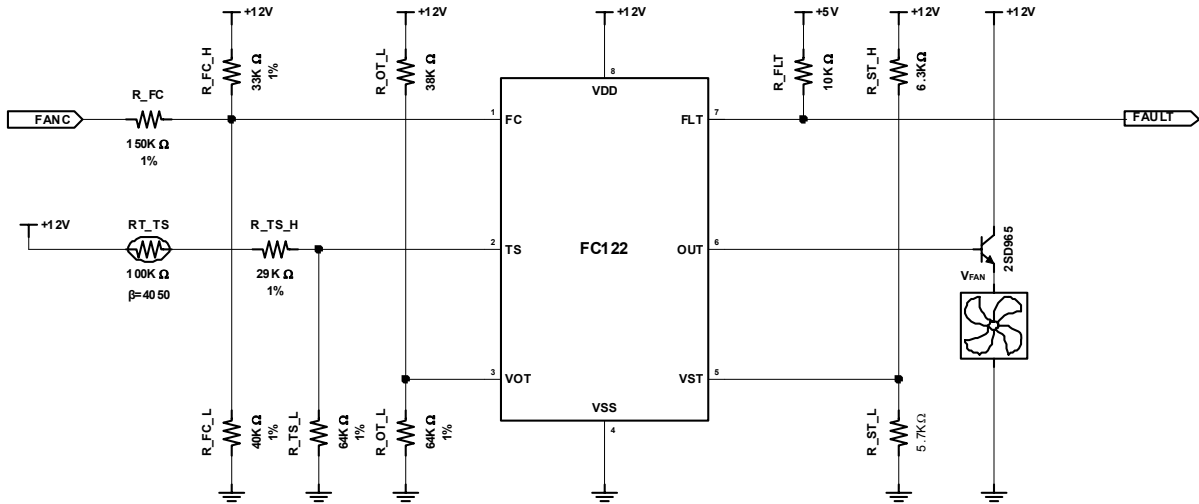 +12V
+12V
+12V
+5V
+12V
+12V
R_FC_H
33K Ω
1%
R_OT_L
38K Ω
8
VDD
R_FLT
10K Ω
R_ST_H
6.3KΩ
FANC
R_FC
150K Ω
1%
1
FC
FLT
7
FAULT
+12V
RT_TS
100K Ω
β=4050
R_TS_H
29K Ω
1%
2
TS
FC122
OUT
6
2SD965
VFAN
3
VOT
VST
5
VSS
4
R_FC_L
40K Ω
1%
R_TS_L
64K Ω
1%
R_OT_L
64K Ω
1%
R_ST_L
5.7KΩ